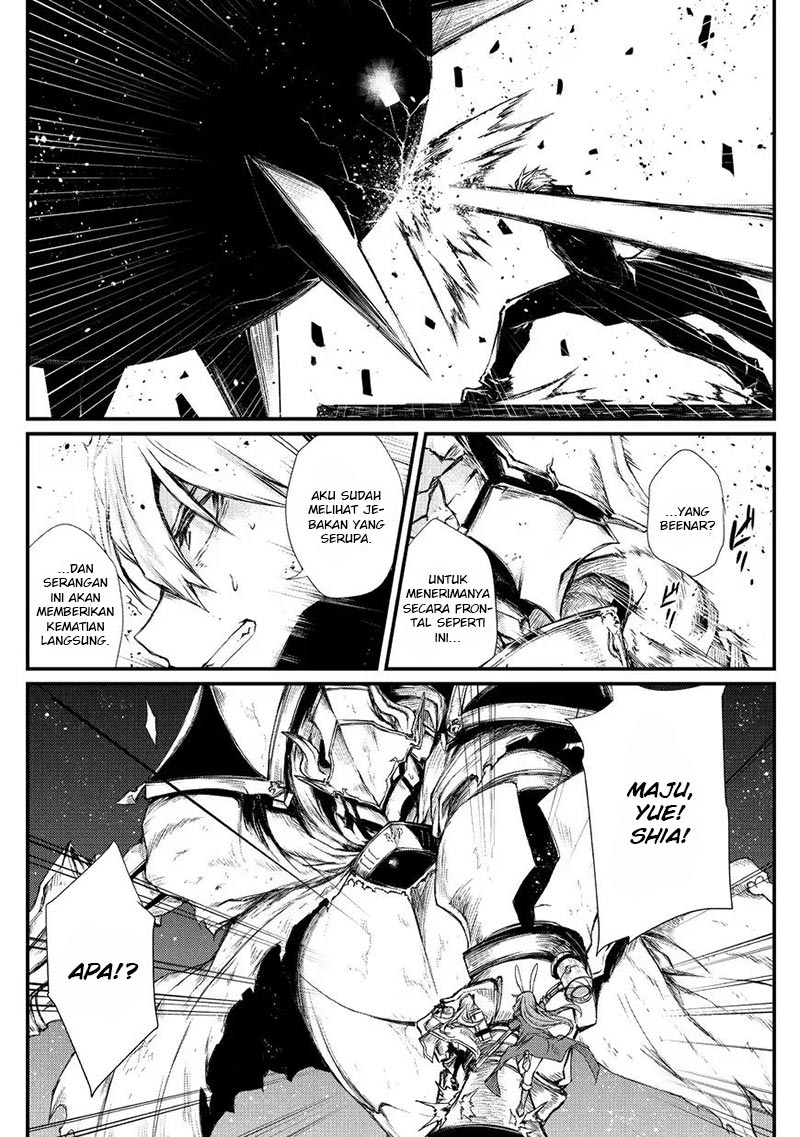 ...YANG
BEENAR?
UNTUK
MENERIMANYA
SECARA FRON-
TAL SEPERTI
INI...
AKU SUDAH
MELIHAT JE-
BAKAN YANG
SERUPA.
...DAN
SERANGAN
INI AKAN
MEMBERIKAN
KEMATIAN
LANGSUNG.
MAJU,
YUE!
SHIA!
APA!?